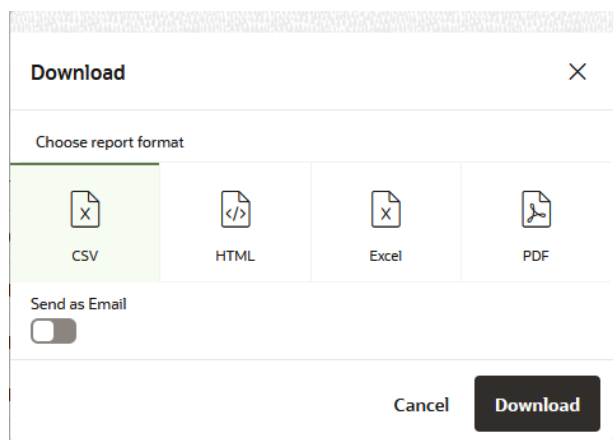 Download
Choose report format
CSV
HTML
Excel
PDF
Send as Email
Cancel
Download